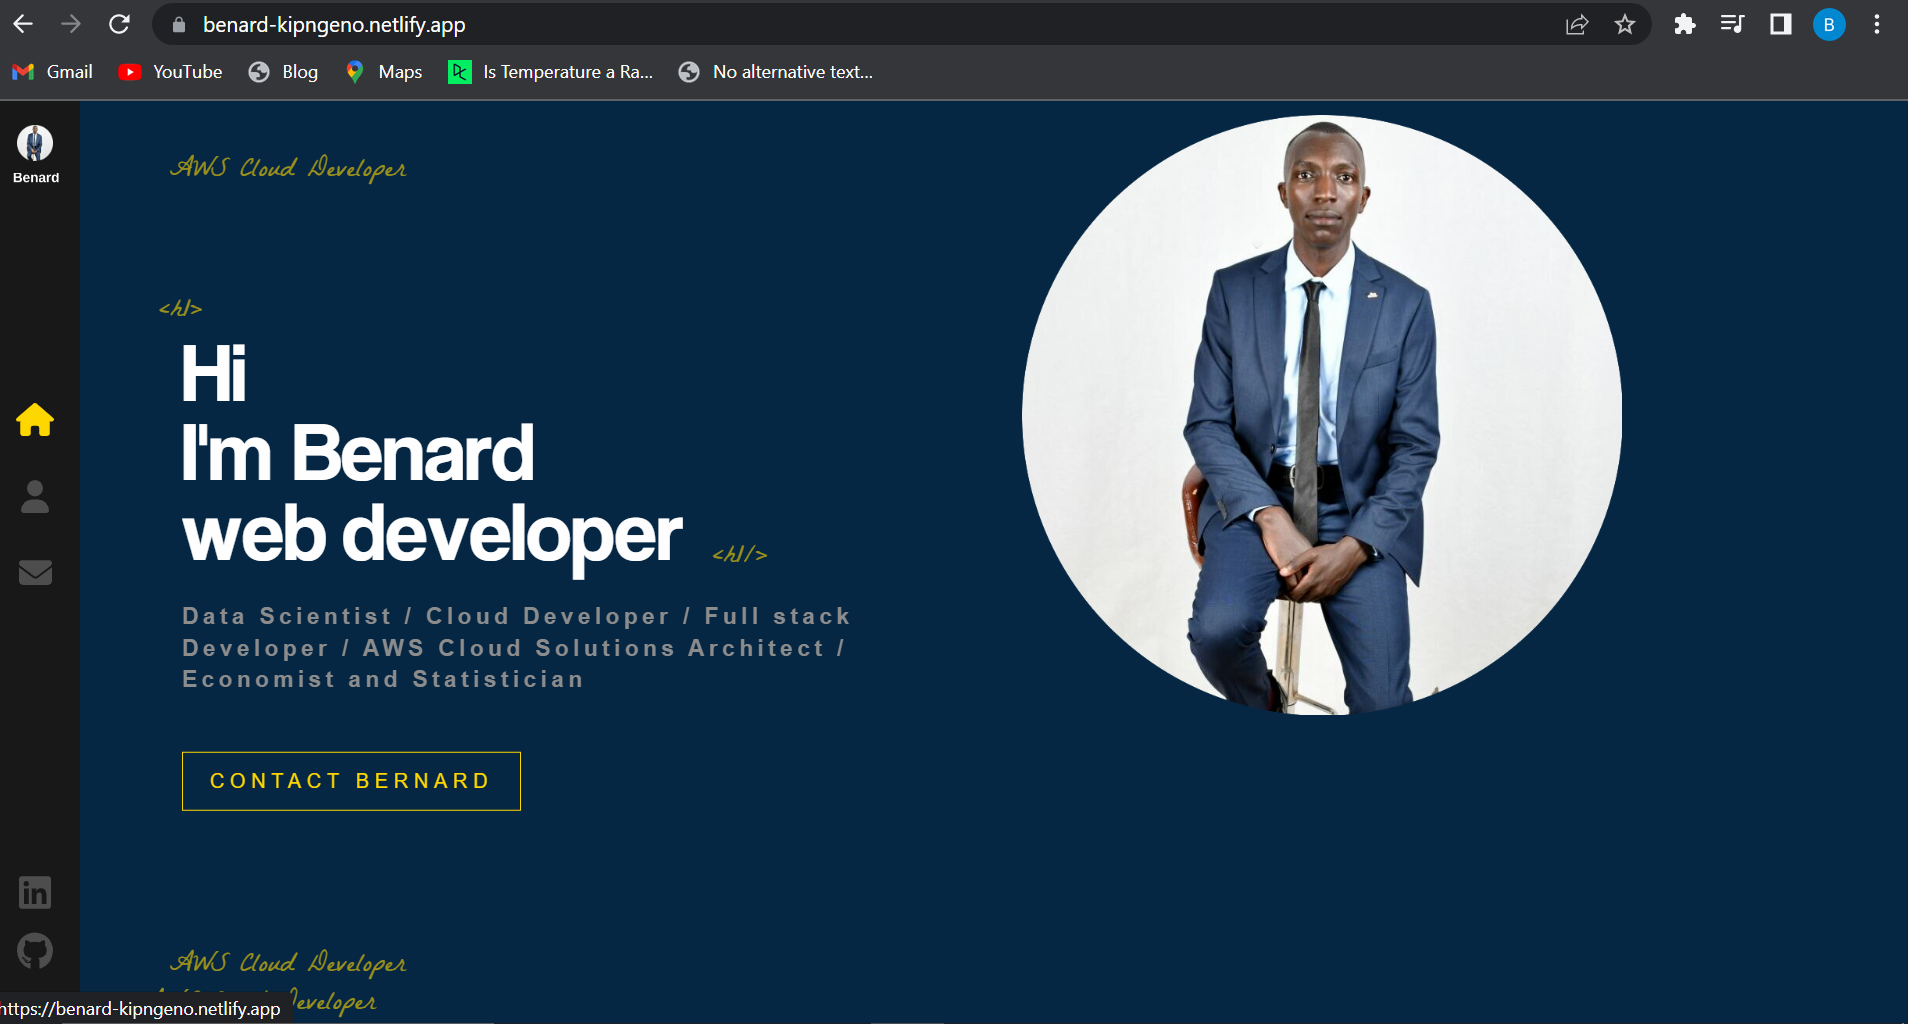 benard-kipngeno.netlify.app
B
Gmail
YouTube
Blog
Maps
DC
Is Temperature a Ra...
No alternative text...
Benard
AWS Cloud Developer
<h1>
Hi
I'm Benard
web developer
<h1/>
Data Scientist / Cloud Developer / Full stack
Developer / AWS Cloud Solutions Architect /
Economist and Statistician
CONTACT BERNARD
in
AWS Cloud Developer
Developer
https://benard-kipngeno.netlify.app